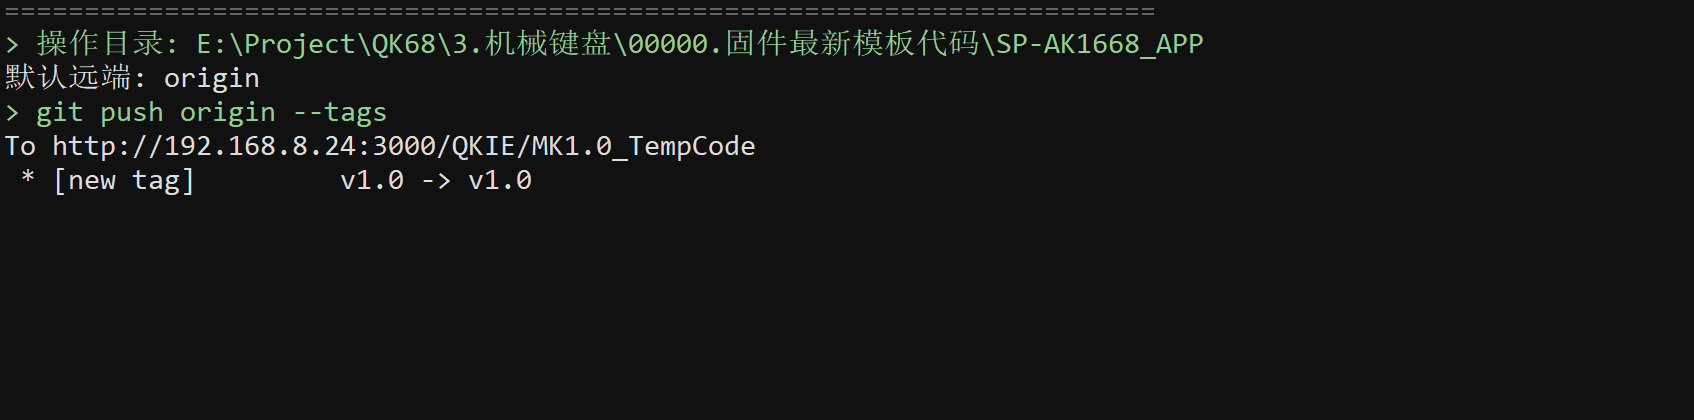 ========================================================================
> 操作目录: E:\Project\QK68\3.机械键盘\00000.固件最新模板代码\SP-AK1668_APP
默认远端: origin
> git push origin --tags
To http://192.168.8.24:3000/QKIE/MK1.0_TempCode
 * [new tag]         v1.0 -> v1.0